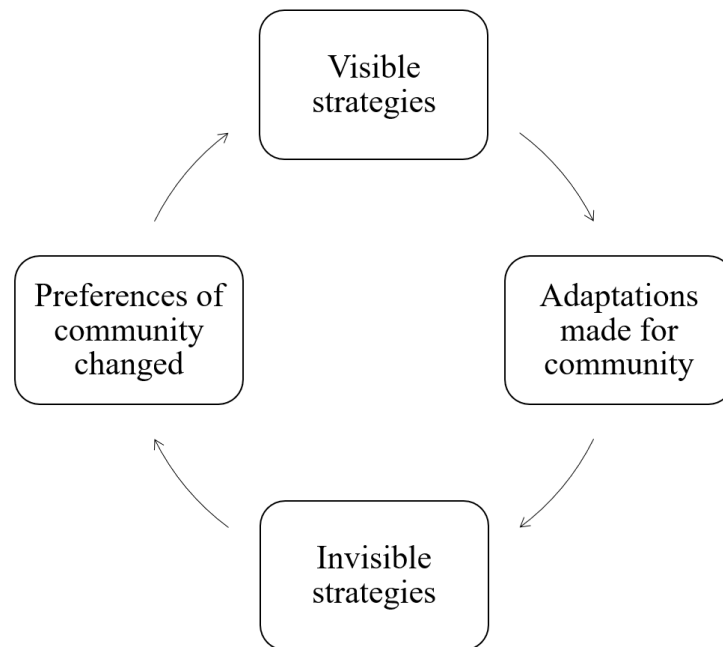 Visible
strategies
Adaptations
made for
community
Invisible
strategies
Preferences of
community
changed